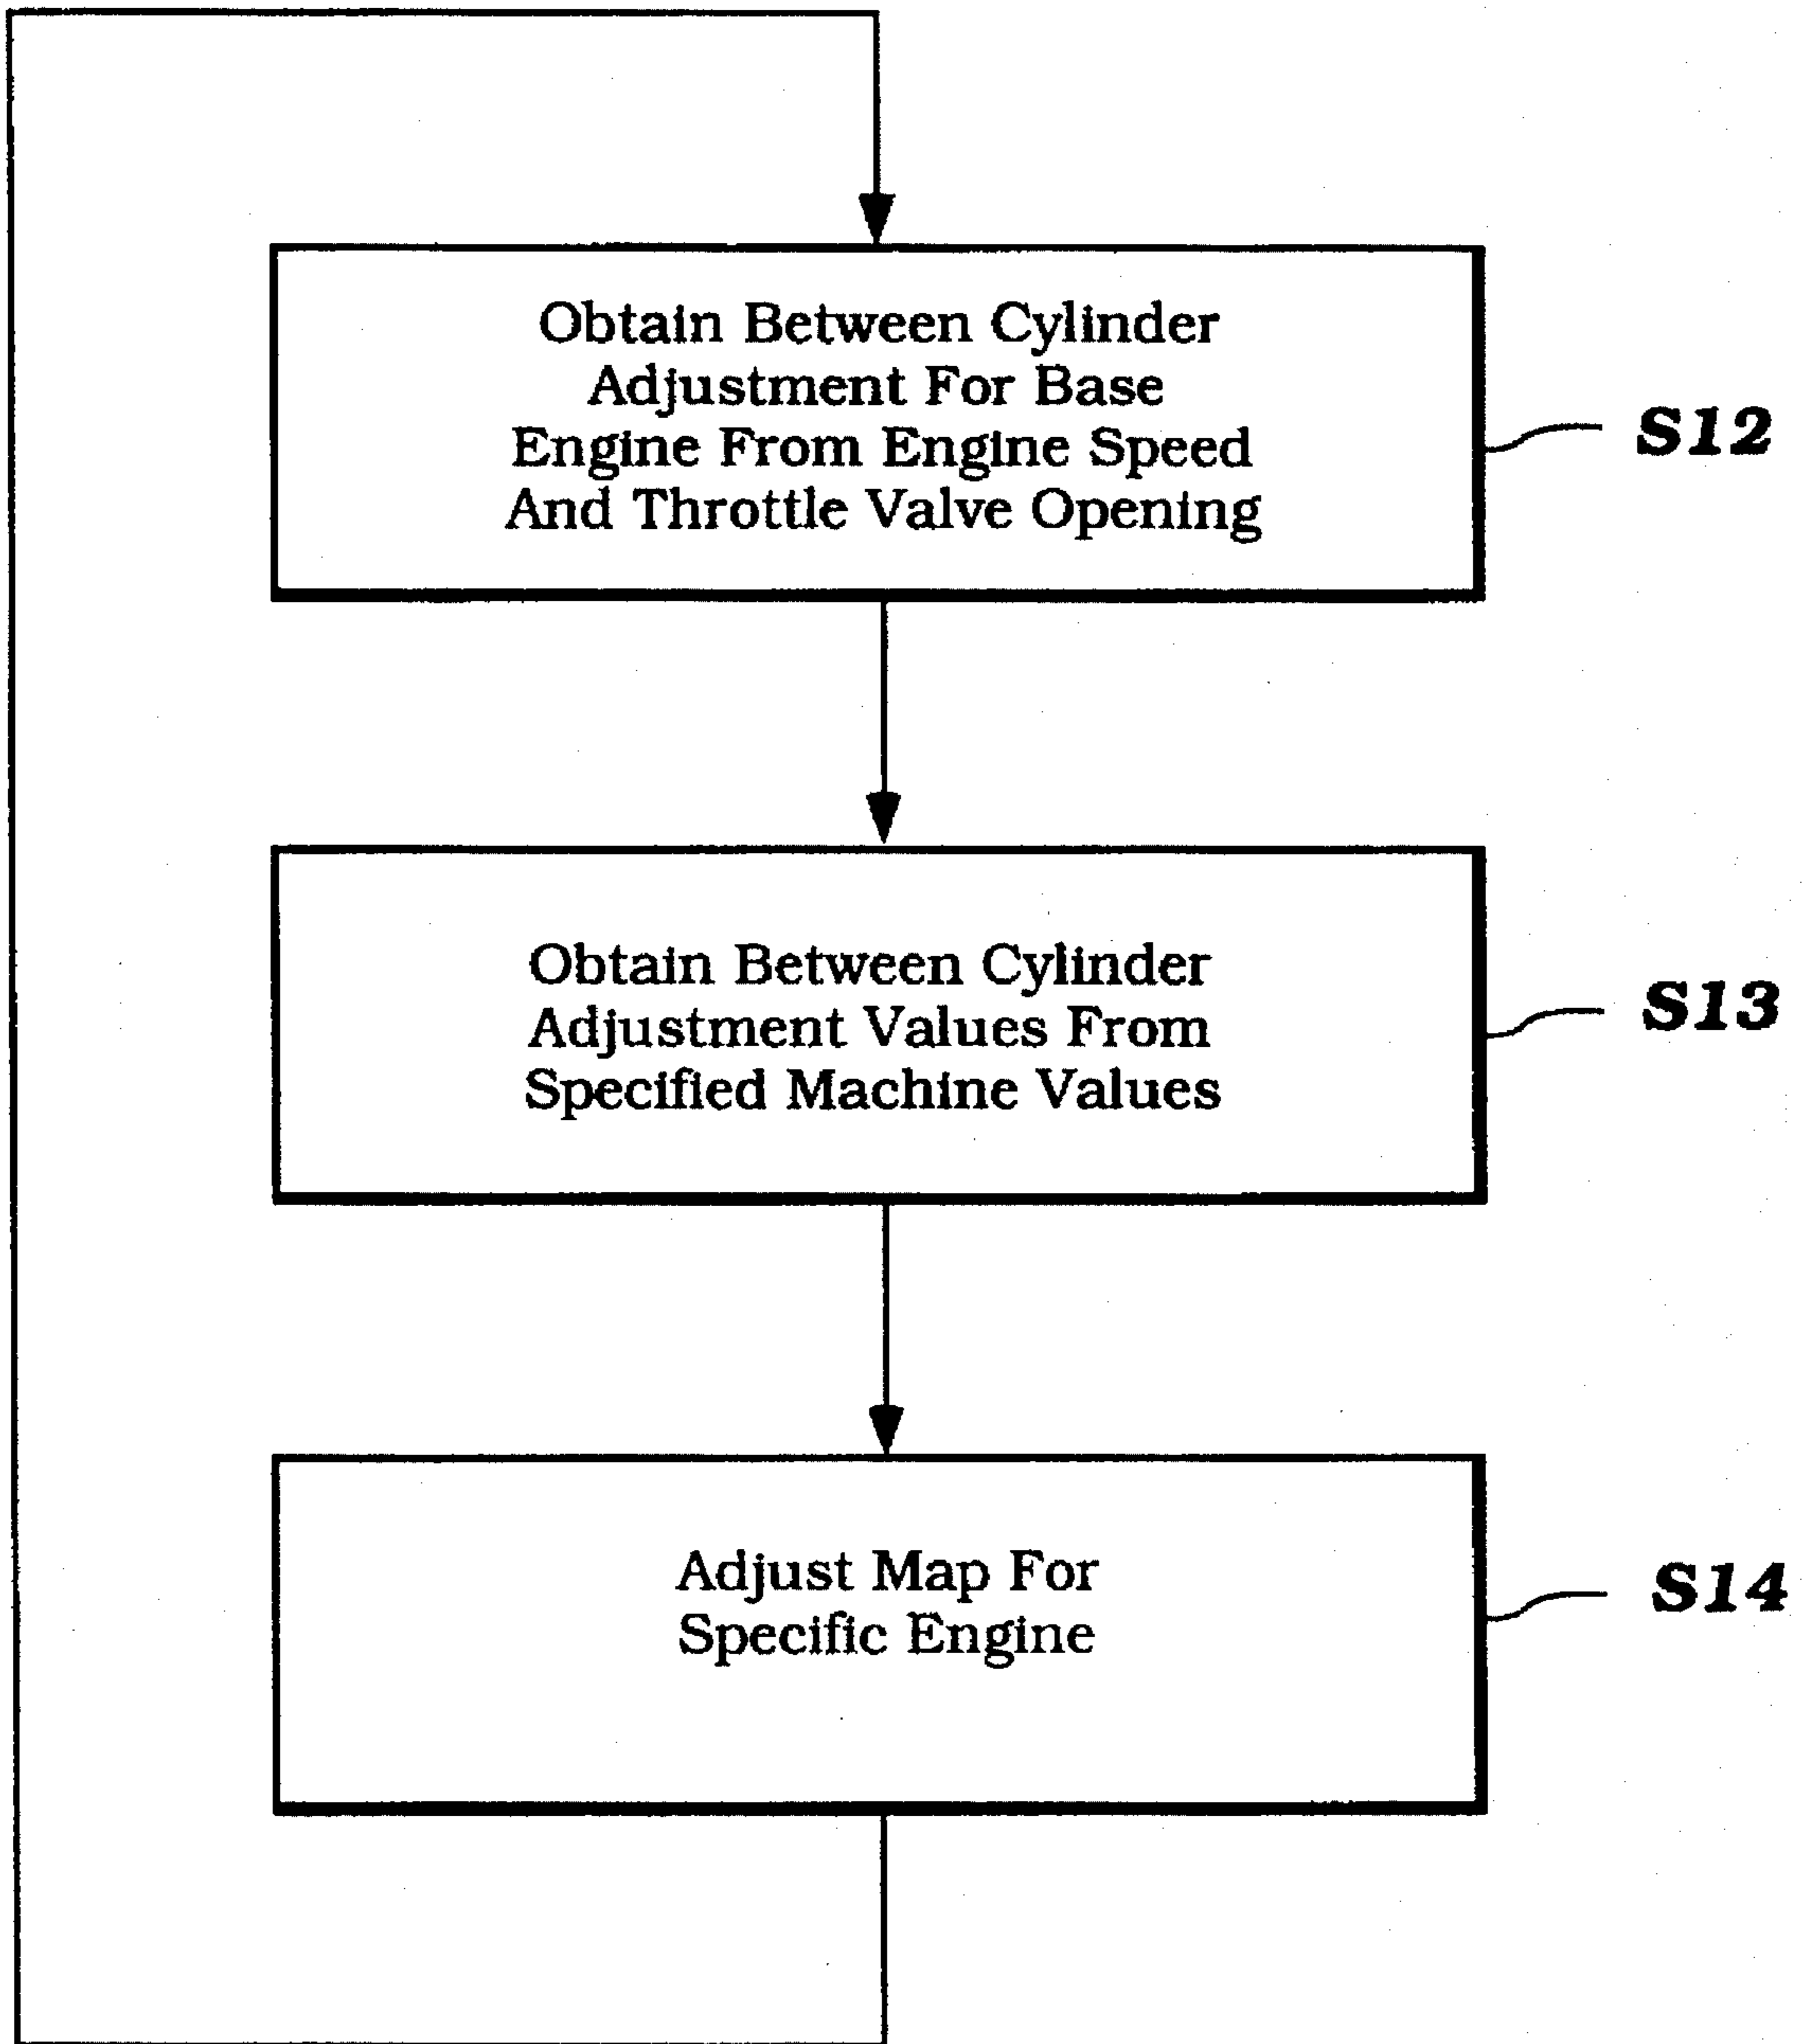 Obtain Between Cylinder
Adjustment For Base
Engine From Engine Speed
And Throttle Valve Opening
S12
Obtain Between Cylinder
Adjustment Values From
Specified Machine Values
S13
Adjust Map For
Specific Engine
S14